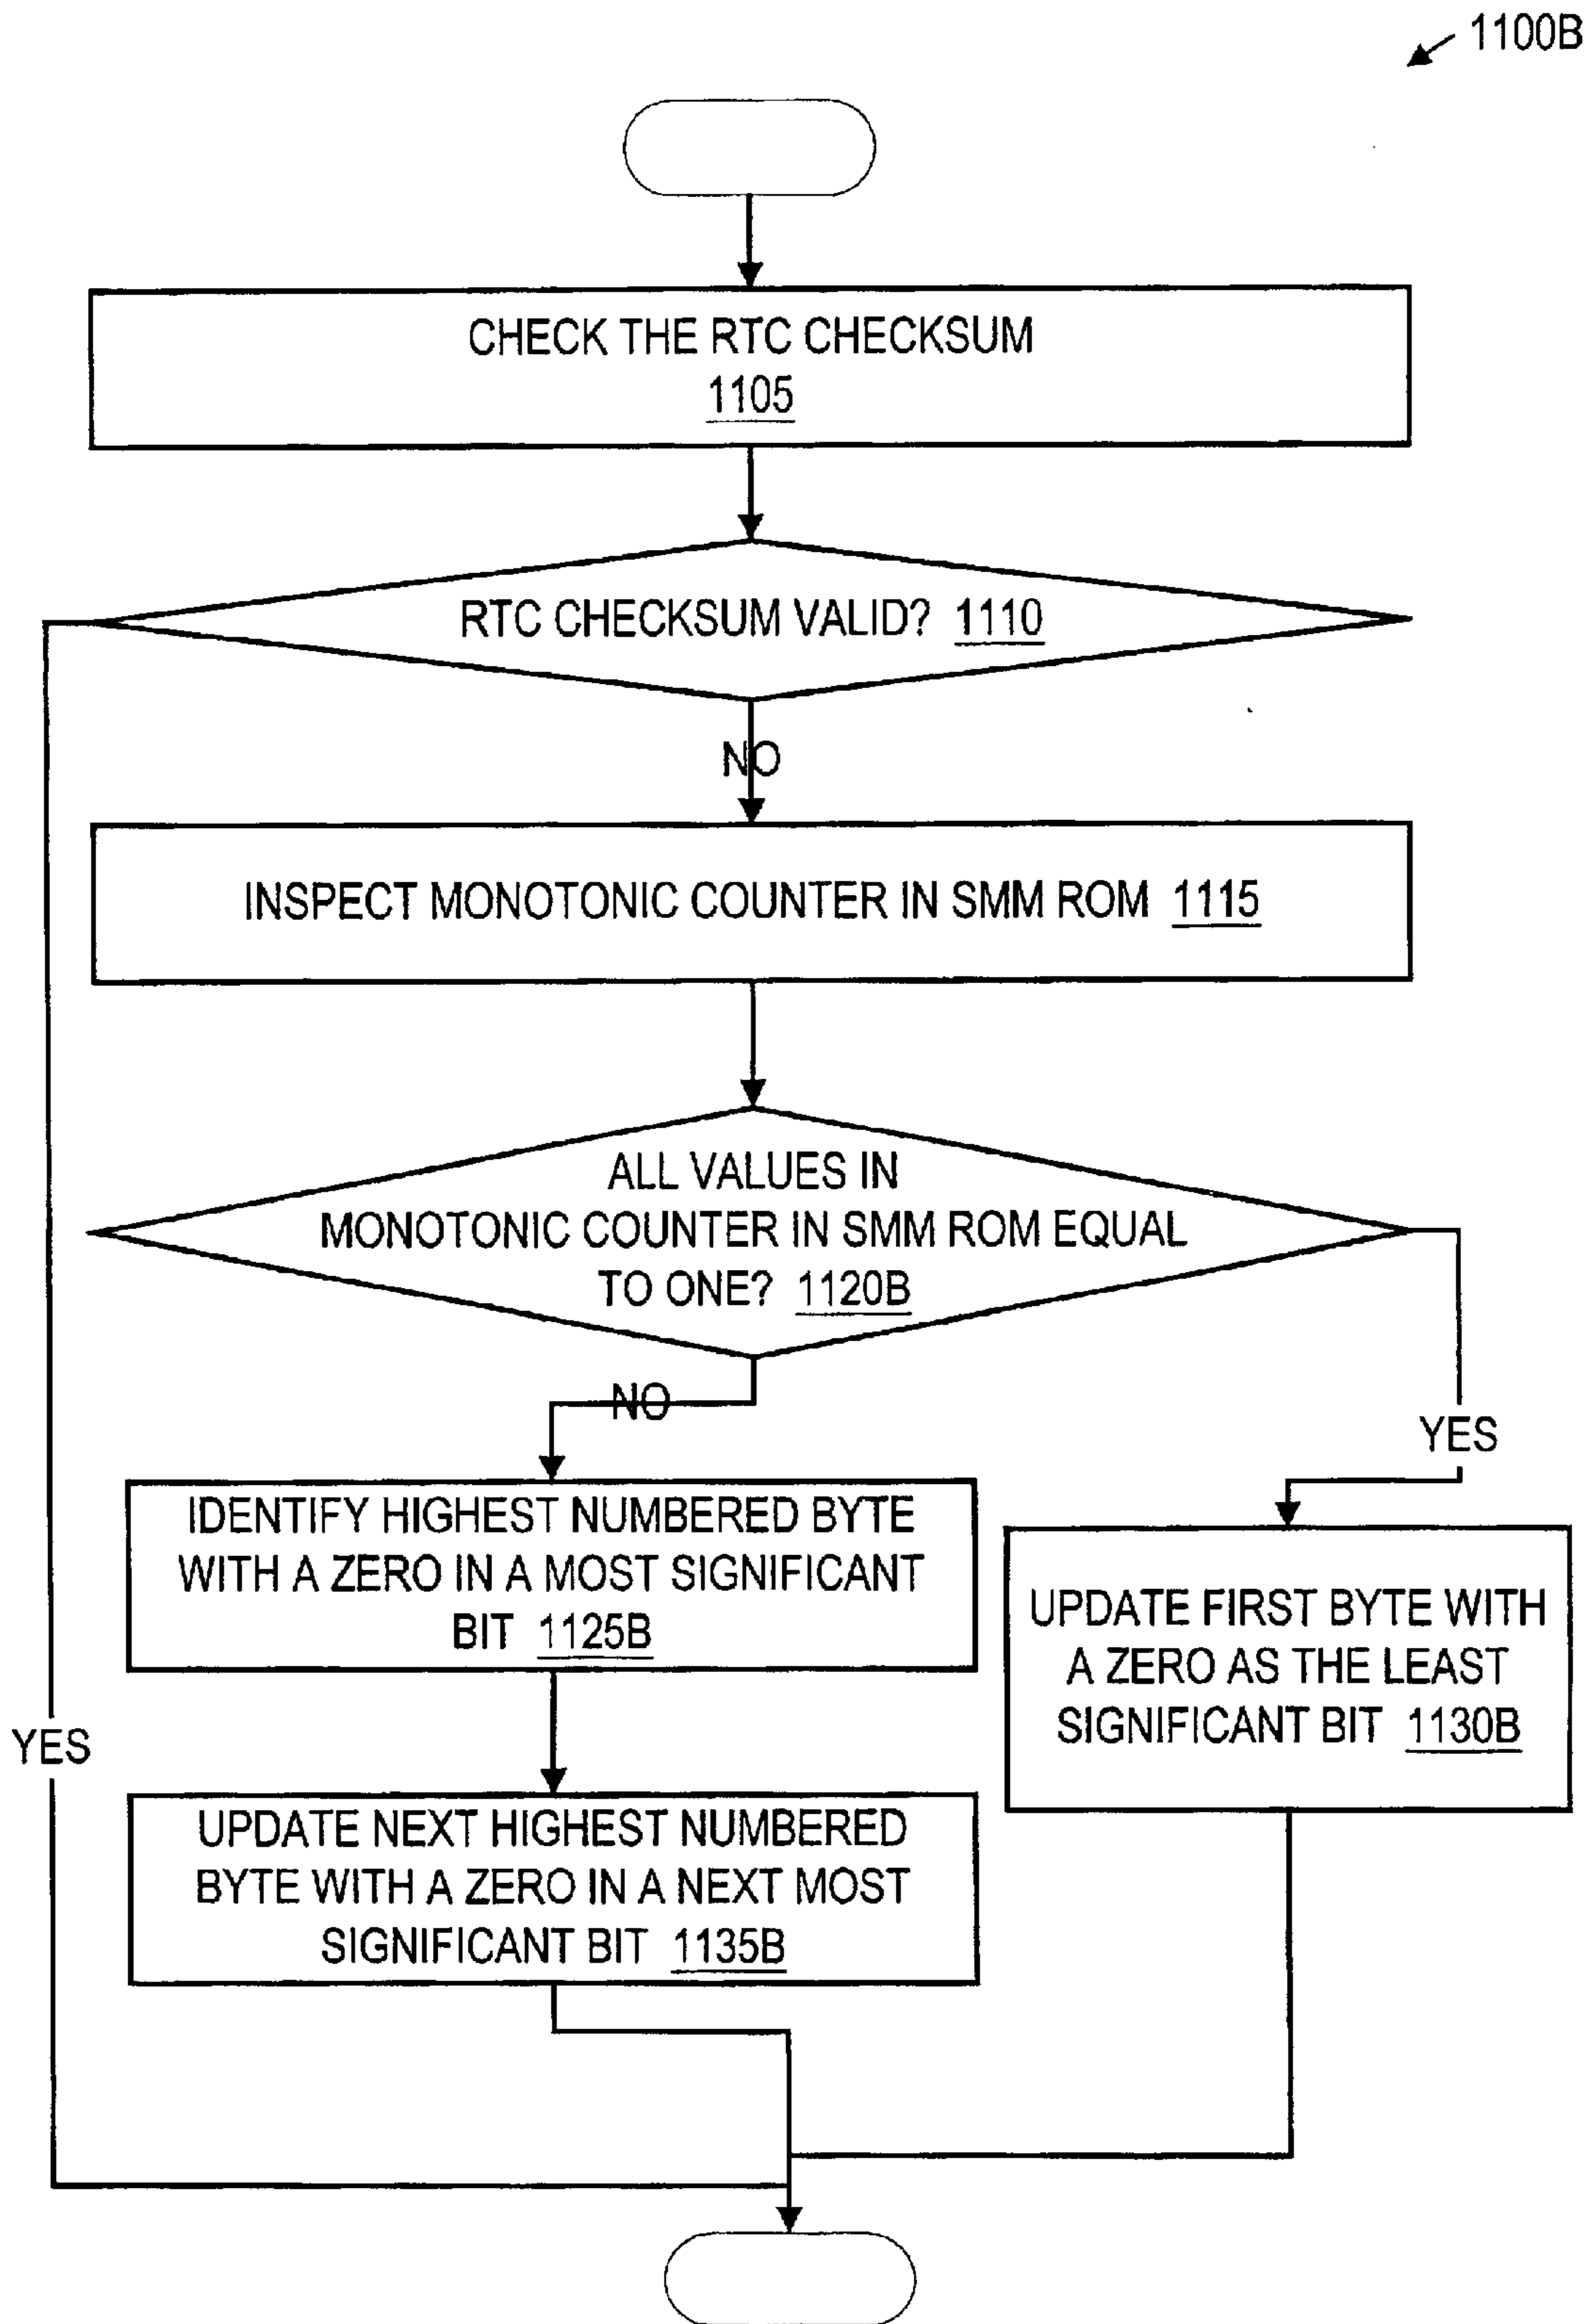 1100B
CHECK THE RTC CHECKSUM
1105
RTC CHECKSUM VALID? 1110
NO
INSPECT MONOTONIC COUNTER IN SMM ROM 1115
ALL VALUES IN
MONOTONIC COUNTER IN SMM ROM EQUAL
TO ONE? 1120B
NO
YES
IDENTIFY HIGHEST NUMBERED BYTE
WITH A ZERO IN A MOST SIGNIFICANT
BIT 1125B
UPDATE FIRST BYTE WITH
A ZERO AS THE LEAST
SIGNIFICANT BIT 1130B
YES
UPDATE NEXT HIGHEST NUMBERED
BYTE WITH A ZERO IN A NEXT MOST
SIGNIFICANT BIT 1135B